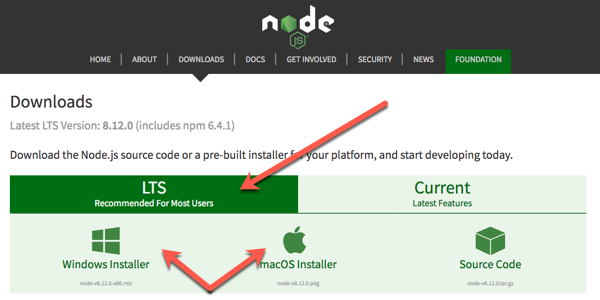 node
JS
HOME ABOUT DOWNLOADS DOCS GET INVOLVED SECURITY NEWS FOUNDATION
Downloads
Latest LTS Version: 8.12.0 (includes npm 6.4.1)
Download the Node.js source code or a pre-built installer for your platform, and start developing today.
LTS
Recommended For Most Users
Current
Latest Features
Windows Installer
node-v8.12.0-x86.msi
macOS Installer
node-v8.12.0.pkg
Source Code
node-v8.12.0.tar.gz